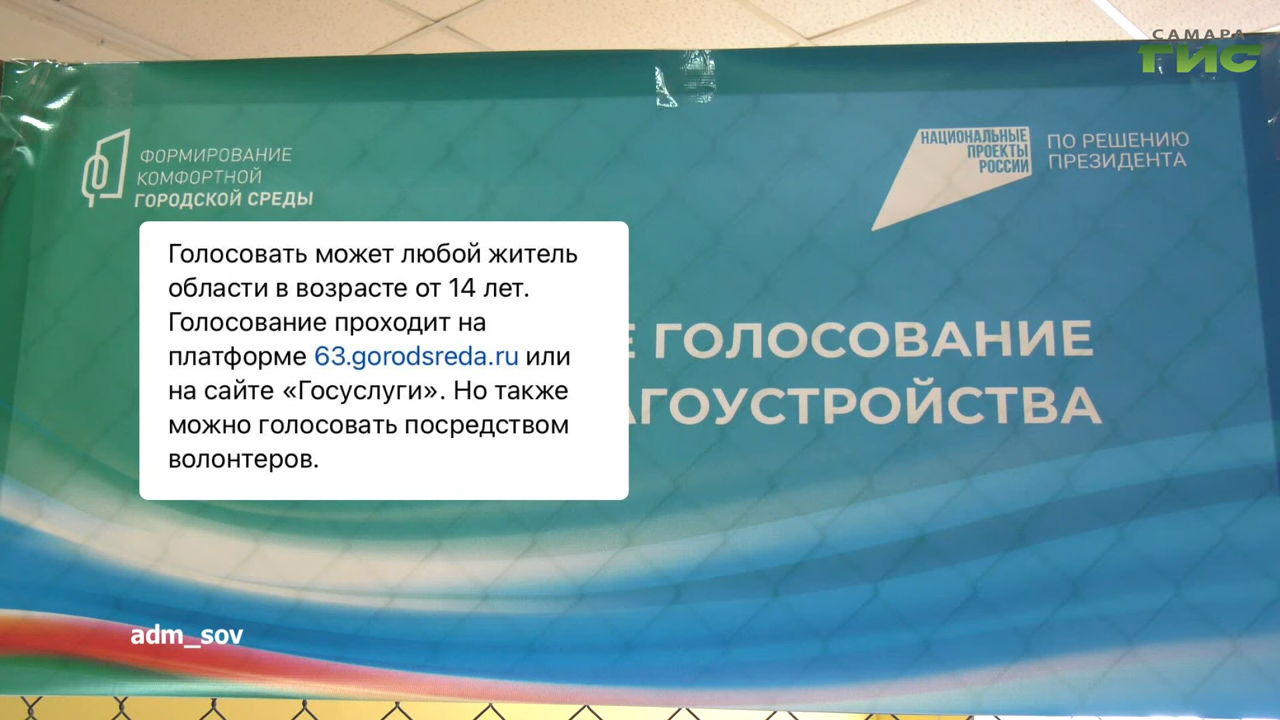 САМАРА
ГИС
ФОРМИРОВАНИЕ
КОМФОРТНОЙ
ГОРОДСКОЙ СРЕДЫ
НАЦИОНАЛЬНЫЕ
ПРОЕКТЫ
РОССИИ
ПО РЕШЕНИЮ
ПРЕЗИДЕНТА
Голосовать может любой житель
области в возрасте от 14 лет.
Голосование проходит на
платформе 63.gorodsreda.ru или
на сайте «Госуслуги». Но также
можно голосовать посредством
волонтеров.
Е ГОЛОСОВАНИЕ
АГОУСТРОЙСТВА
adm_sov